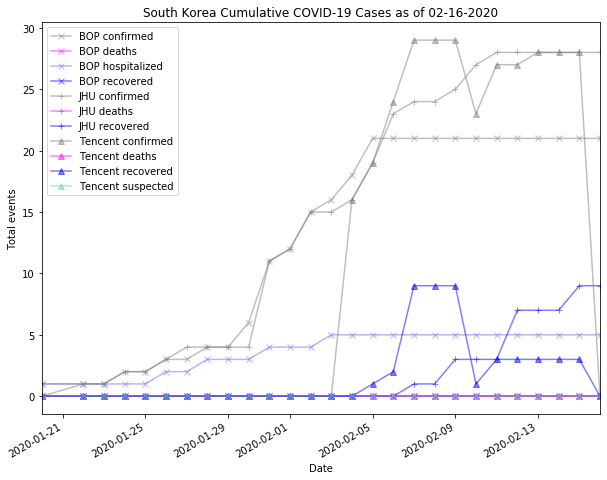 South Korea Cumulative COVID-19 Cases as of 02-16-2020
30
25
20
15
10
5
0
Total events
BOP confirmed
BOP deaths
BOP hospitalized
BOP recovered
JHU confirmed
JHU deaths
JHU recovered
Tencent confirmed
Tencent deaths
Tencent recovered
Tencent suspected
2020-01-21
2020-01-25
2020-01-29
2020-02-01
2020-02-05
2020-02-09
2020-02-13
Date